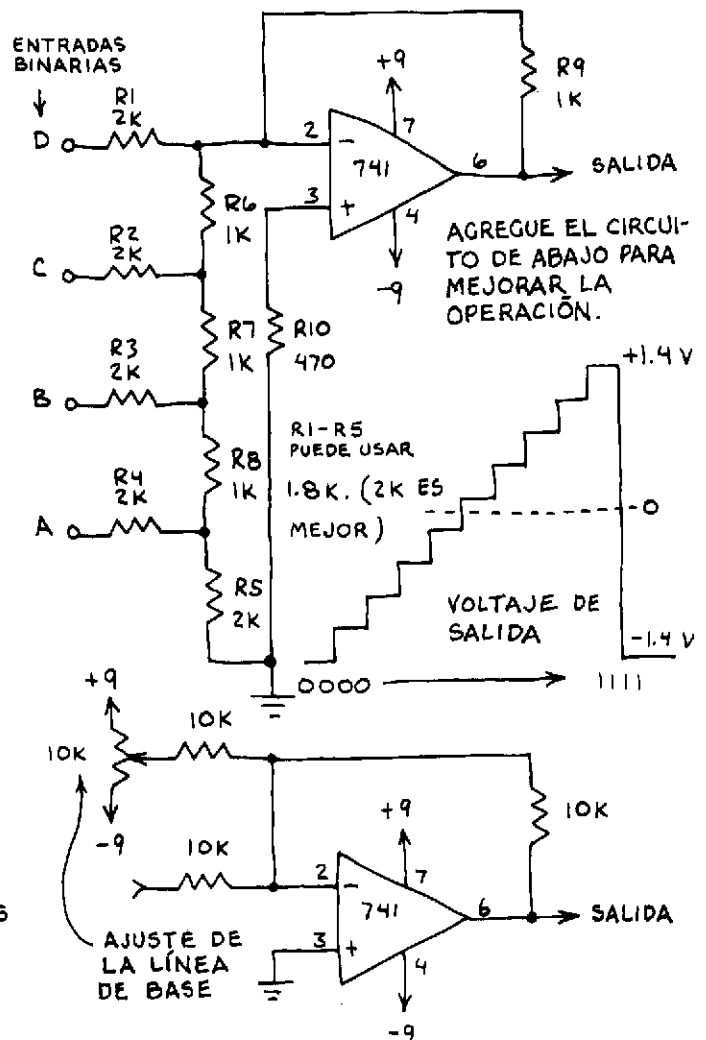 ENTRADAS
BINARIAS
R1
2K
D
+9
R9
1K
2
-
7
741
6
SALIDA
3
+
4
-9
R6
1K
R2
2K
C
AGREGUE EL CIRCUI-
TO DE ABAJO PARA
MEJORAR LA
OPERACIÓN.
R7
1K
R10
470
R3
2K
B
+1.4 V
R1-R5
PUEDE USAR
1.8K. (2K ES
MEJOR)
R8
1K
R4
2K
A
0
R5
2K
VOLTAJE DE
SALIDA
-1.4 V
0000
1111
+9
10K
10K
-9
10K
10K
+9
2
-
7
741
6
SALIDA
3
+
4
-9
S
AJUSTE DE
LA LÍNEA
DE BASE